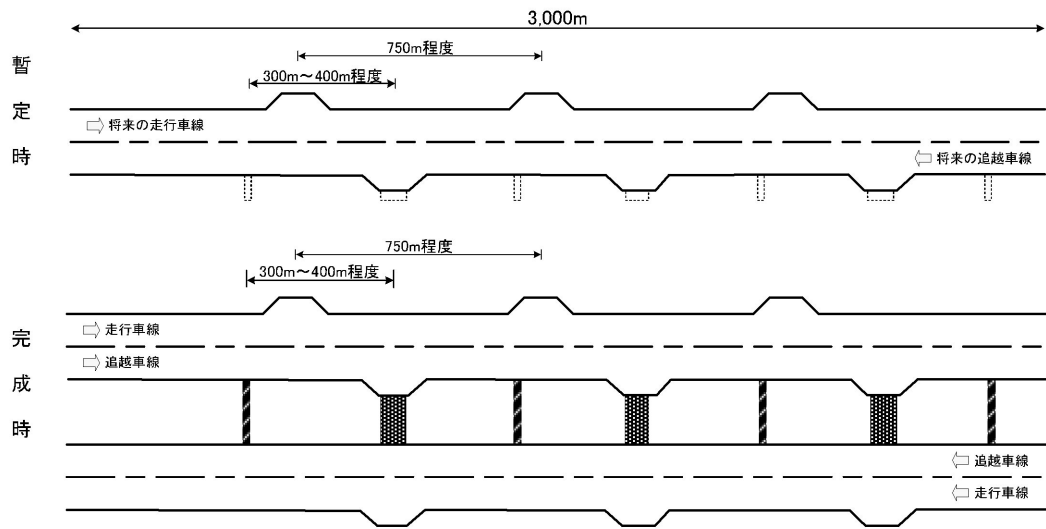 3,000m
750m程度
300m～400m程度
暫定時
将来の走行車線
将来の追越車線
750m程度
300m～400m程度
完成時
走行車線
追越車線
追越車線
走行車線